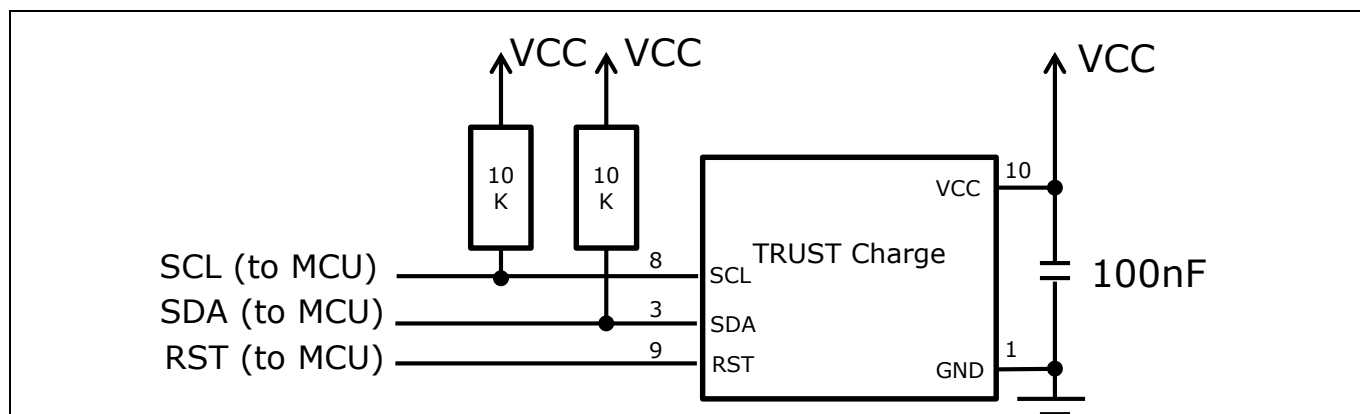 VCC
VCC
VCC
10
K
10
K
10
VCC
TRUST Charge
SCL (to MCU)
8
SCL
100nF
SDA (to MCU)
3
SDA
RST (to MCU)
9
RST
1
GND